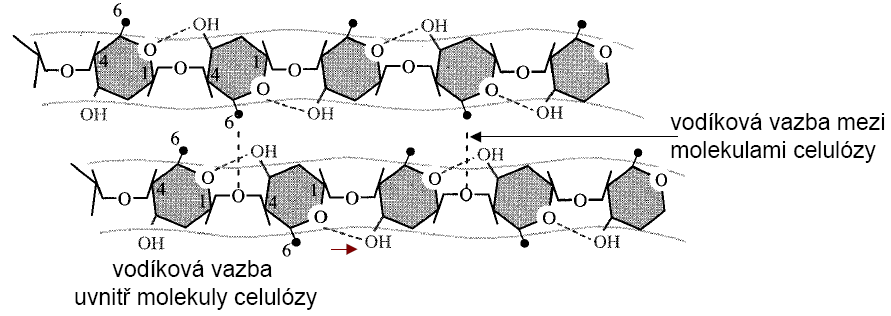 6
OH
O
O
4 1 O 4 1 O O O
O O
OH 6 OH OH
vodíková vazba mezi
molekulami celulózy
6
OH OH
O O O
4 1 O 4 1 O O O
O O
OH 6 OH OH
vodíková vazba
uvnitř molekuly celulózy